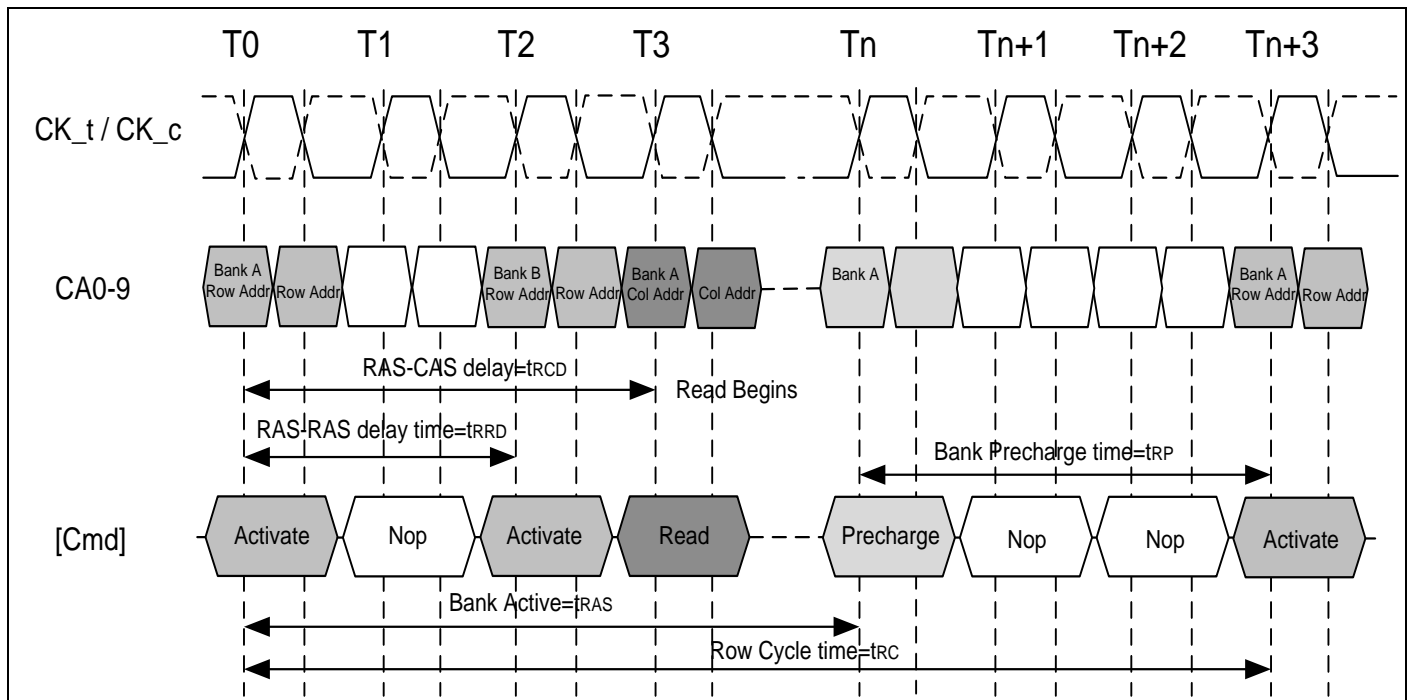 T0 T1 T2 T3 Tn Tn+1 Tn+2 Tn+3
CK_t / CK_c
CA0-9
Bank A
Row Addr
Row Addr
Bank B
Row Addr
Row Addr
Bank A
Col Addr
Col Addr
Bank A
Bank A
Row Addr
Row Addr
RAS-CAS delay=tRCD
Read Begins
RAS-RAS delay time=tRRD
Bank Precharge time=tRP
[Cmd]
Activate Nop Activate Read Precharge Nop Nop Activate
Bank Active=tRAS
Row Cycle time=tRC